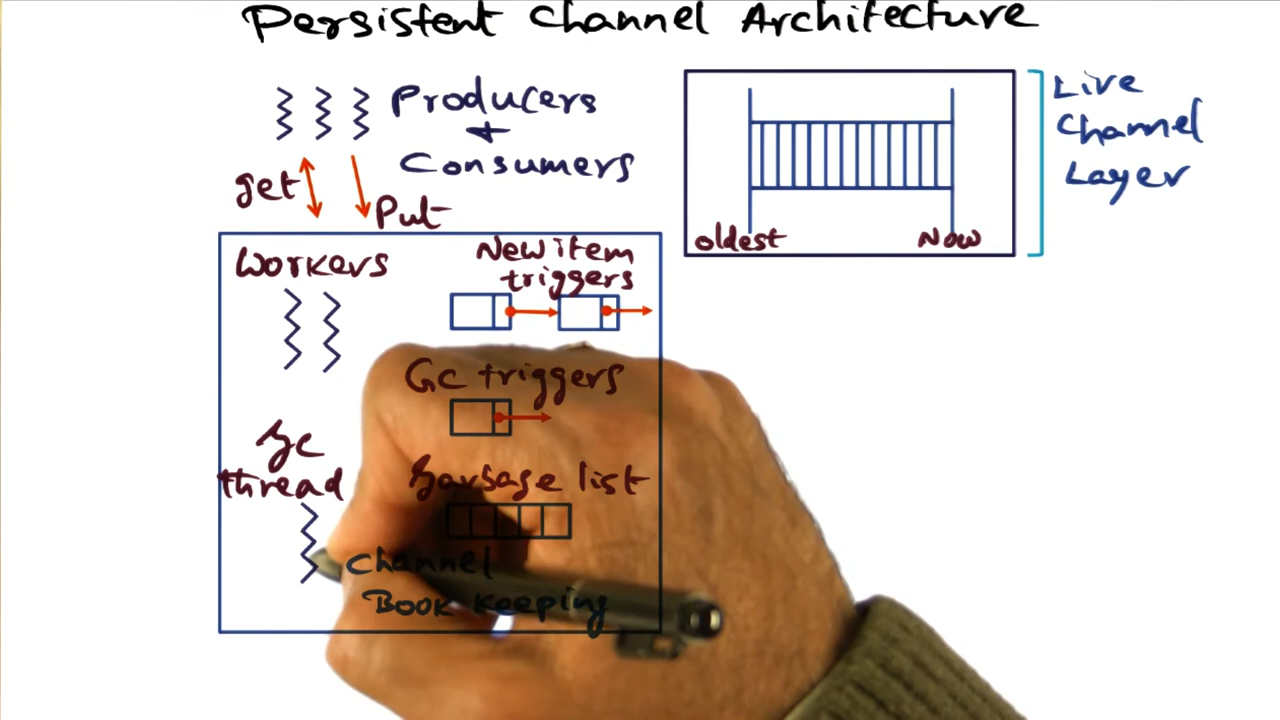 Persistent Channel Architecture
Producers
+
Consumers
get
Put
Workers
New item
triggers
GC triggers
GC
thread
Garbage list
Channel
Book keeping
oldest
Now
Live
Channel
Layer